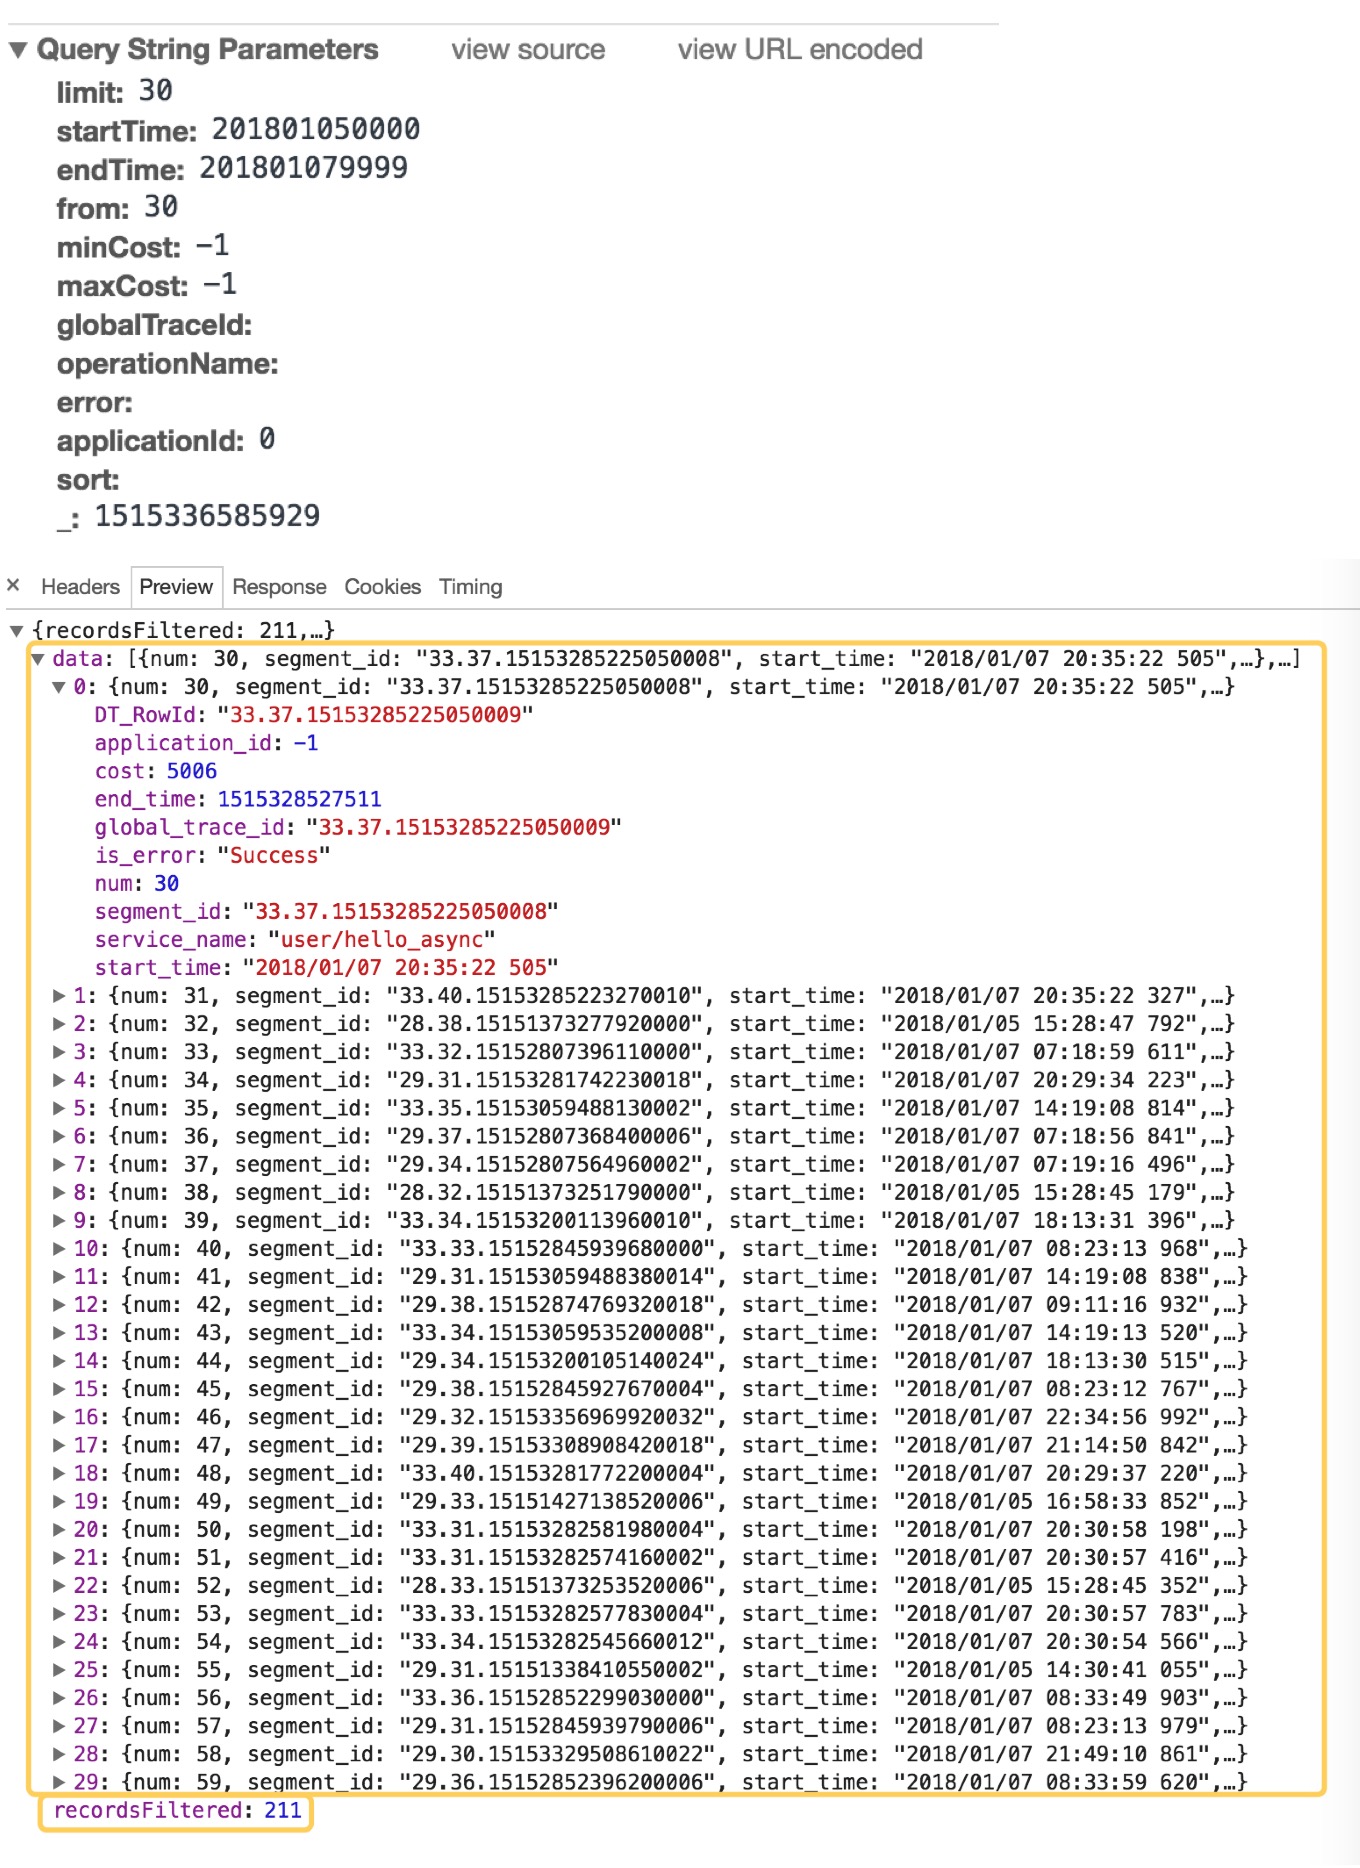 ▼ Query String Parameters view source view URL encoded
limit: 30
startTime: 201801050000
endTime: 201801079999
from: 30
minCost: −1
maxCost: −1
globalTraceId:
operationName:
error:
applicationId: 0
sort:
_: 1515336585929
× Headers Preview Response Cookies Timing
▼ {recordsFiltered: 211,…}
▼ data: [{num: 30, segment_id: "33.37.15153285225050008", start_time: "2018/01/07 20:35:22 505",…},…]
▼ 0: {num: 30, segment_id: "33.37.15153285225050008", start_time: "2018/01/07 20:35:22 505",…}
DT_RowId: "33.37.15153285225050009"
application_id: −1
cost: 5006
end_time: 1515328527511
global_trace_id: "33.37.15153285225050009"
is_error: "Success"
num: 30
segment_id: "33.37.15153285225050008"
service_name: "user/hello_async"
start_time: "2018/01/07 20:35:22 505"
▶ 1: {num: 31, segment_id: "33.40.15153285223270010", start_time: "2018/01/07 20:35:22 327",…}
▶ 2: {num: 32, segment_id: "28.38.15151373277920000", start_time: "2018/01/05 15:28:47 792",…}
▶ 3: {num: 33, segment_id: "33.32.15152807396110000", start_time: "2018/01/07 07:18:59 611",…}
▶ 4: {num: 34, segment_id: "29.31.15153281742230018", start_time: "2018/01/07 20:29:34 223",…}
▶ 5: {num: 35, segment_id: "33.35.15153059488130002", start_time: "2018/01/07 14:19:08 814",…}
▶ 6: {num: 36, segment_id: "29.37.15152807368400006", start_time: "2018/01/07 07:18:56 841",…}
▶ 7: {num: 37, segment_id: "29.34.15152807564960002", start_time: "2018/01/07 07:19:16 496",…}
▶ 8: {num: 38, segment_id: "28.32.15151373251790000", start_time: "2018/01/05 15:28:45 179",…}
▶ 9: {num: 39, segment_id: "33.34.15153200113960010", start_time: "2018/01/07 18:13:31 396",…}
▶ 10: {num: 40, segment_id: "33.33.15152845939680000", start_time: "2018/01/07 08:23:13 968",…}
▶ 11: {num: 41, segment_id: "29.31.15153059488380014", start_time: "2018/01/07 14:19:08 838",…}
▶ 12: {num: 42, segment_id: "29.38.15152874769320018", start_time: "2018/01/07 09:11:16 932",…}
▶ 13: {num: 43, segment_id: "33.34.15153059535200008", start_time: "2018/01/07 14:19:13 520",…}
▶ 14: {num: 44, segment_id: "29.34.15153200105140024", start_time: "2018/01/07 18:13:30 515",…}
▶ 15: {num: 45, segment_id: "29.38.15152845927670004", start_time: "2018/01/07 08:23:12 767",…}
▶ 16: {num: 46, segment_id: "29.32.15153356969920032", start_time: "2018/01/07 22:34:56 992",…}
▶ 17: {num: 47, segment_id: "29.39.15153308908420018", start_time: "2018/01/07 21:14:50 842",…}
▶ 18: {num: 48, segment_id: "33.40.15153281772200004", start_time: "2018/01/07 20:29:37 220",…}
▶ 19: {num: 49, segment_id: "29.33.15151427138520006", start_time: "2018/01/05 16:58:33 852",…}
▶ 20: {num: 50, segment_id: "33.31.15153282581980004", start_time: "2018/01/07 20:30:58 198",…}
▶ 21: {num: 51, segment_id: "33.31.15153282574160002", start_time: "2018/01/07 20:30:57 416",…}
▶ 22: {num: 52, segment_id: "28.33.15151373253520006", start_time: "2018/01/05 15:28:45 352",…}
▶ 23: {num: 53, segment_id: "33.33.15153282577830004", start_time: "2018/01/07 20:30:57 783",…}
▶ 24: {num: 54, segment_id: "33.34.15153282545660012", start_time: "2018/01/07 20:30:54 566",…}
▶ 25: {num: 55, segment_id: "29.31.15151338410550002", start_time: "2018/01/05 14:30:41 055",…}
▶ 26: {num: 56, segment_id: "33.36.15152852299030000", start_time: "2018/01/07 08:33:49 903",…}
▶ 27: {num: 57, segment_id: "29.31.15152845939790006", start_time: "2018/01/07 08:23:13 979",…}
▶ 28: {num: 58, segment_id: "29.30.15153329508610022", start_time: "2018/01/07 21:49:10 861",…}
▶ 29: {num: 59, segment_id: "29.36.15152852396200006", start_time: "2018/01/07 08:33:59 620",…}
recordsFiltered: 211